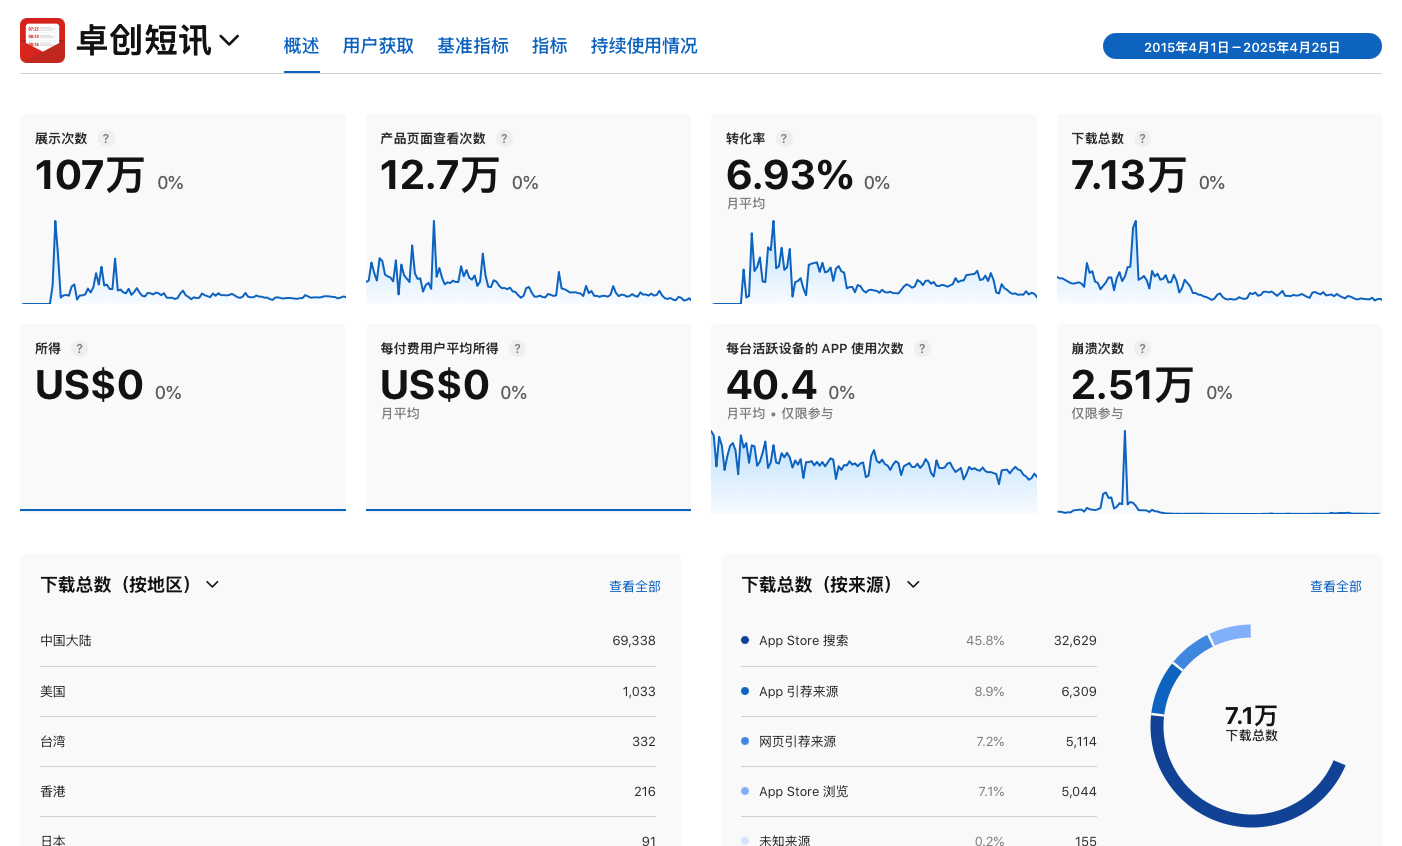 卓创短讯
概述 用户获取 基准指标 指标 持续使用情况
2015年4月1日－2025年4月25日
展示次数 ?
107万 0%
产品页面查看次数 ?
12.7万 0%
转化率 ?
6.93% 0%
月平均
下载总数 ?
7.13万 0%
所得 ?
US$0 0%
每付费用户平均所得 ?
US$0 0%
月平均
每台活跃设备的 APP 使用次数 ?
40.4 0%
月平均 • 仅限参与
崩溃次数 ?
2.51万 0%
仅限参与
下载总数（按地区）
查看全部
中国大陆 69,338
美国 1,033
台湾 332
香港 216
日本 91
下载总数（按来源）
查看全部
App Store 搜索 45.8% 32,629
App 引荐来源 8.9% 6,309
网页引荐来源 7.2% 5,114
App Store 浏览 7.1% 5,044
未知来源 0.2% 155
7.1万
下载总数